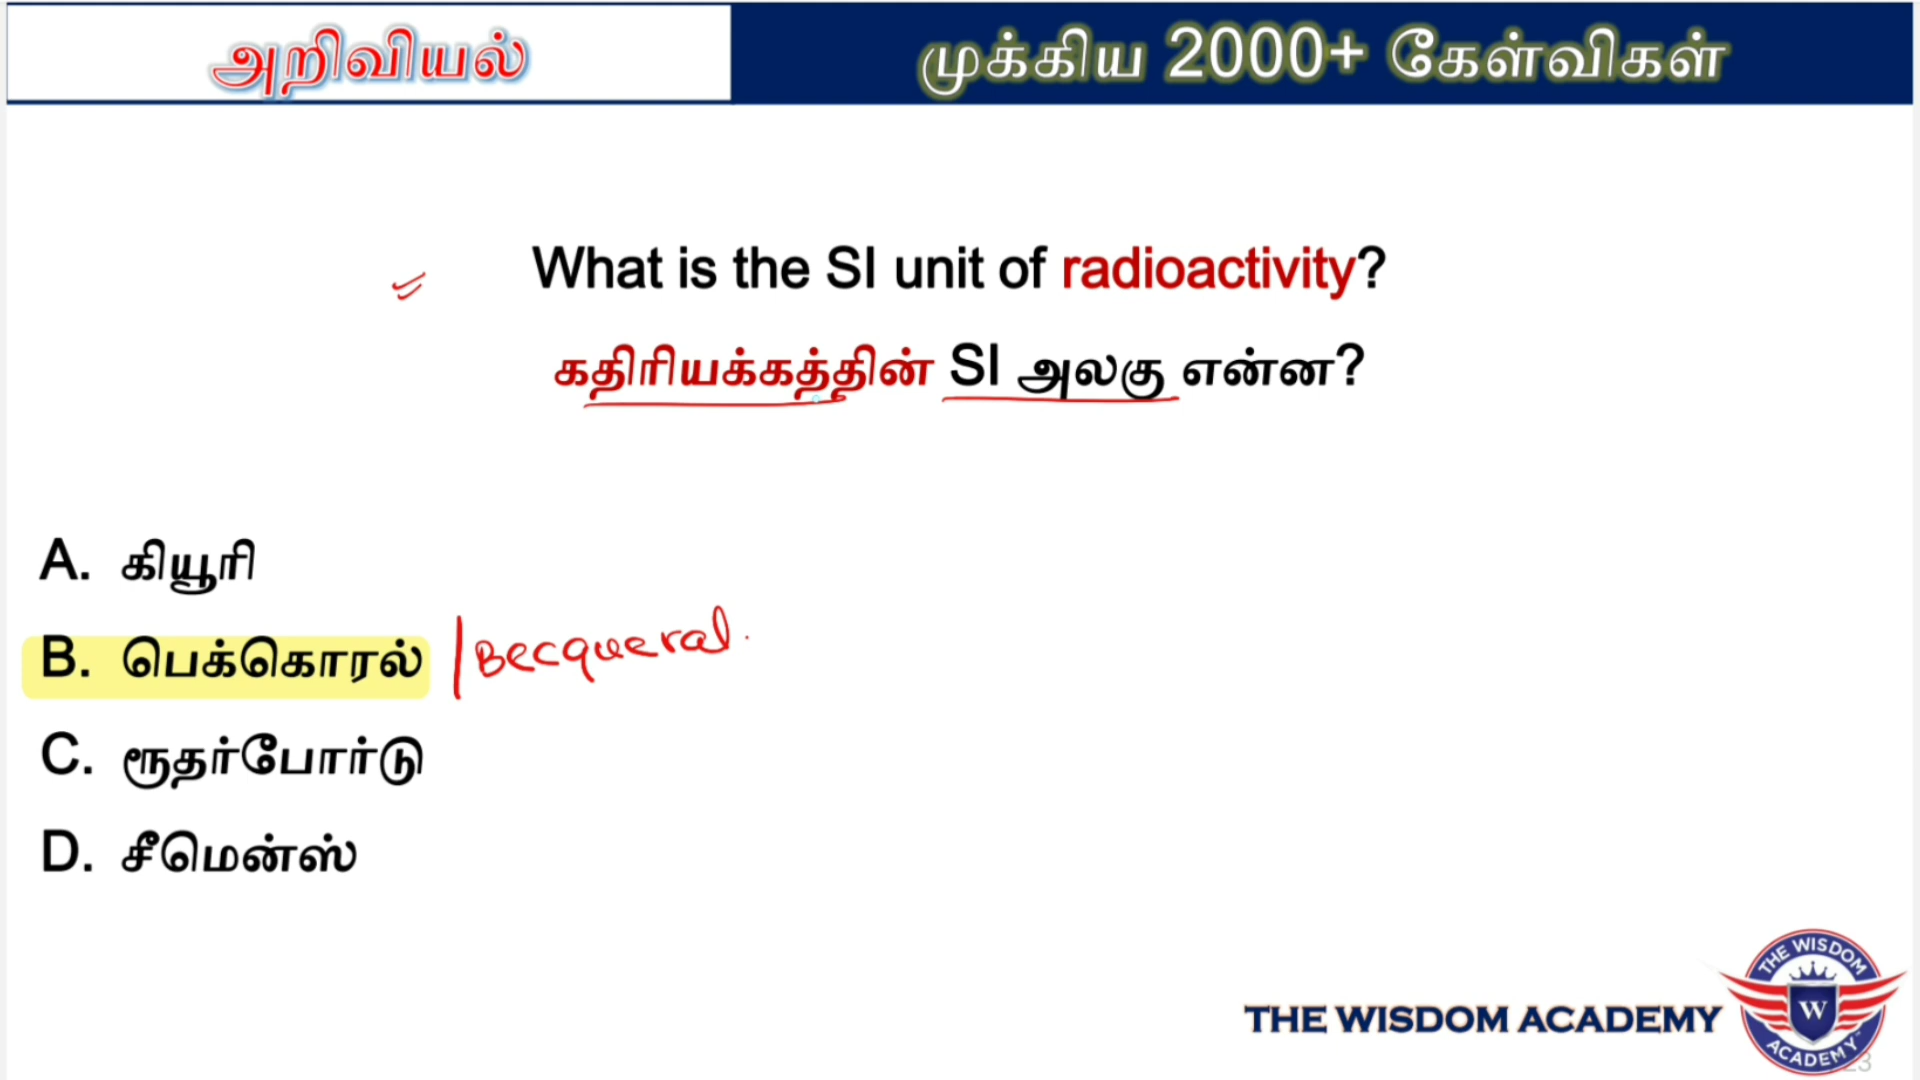 அறிவியல்
முக்கிய 2000+ கேள்விகள்
What is the SI unit of radioactivity?
கதிரியக்கத்தின் SI அலகு என்ன?
A. கியூரி
B. பெக்கொரல் / Becqueral.
C. ரூதர்போர்டு
D. சீமென்ஸ்
THE WISDOM ACADEMY
THE WISDOM
W
ACADEMY